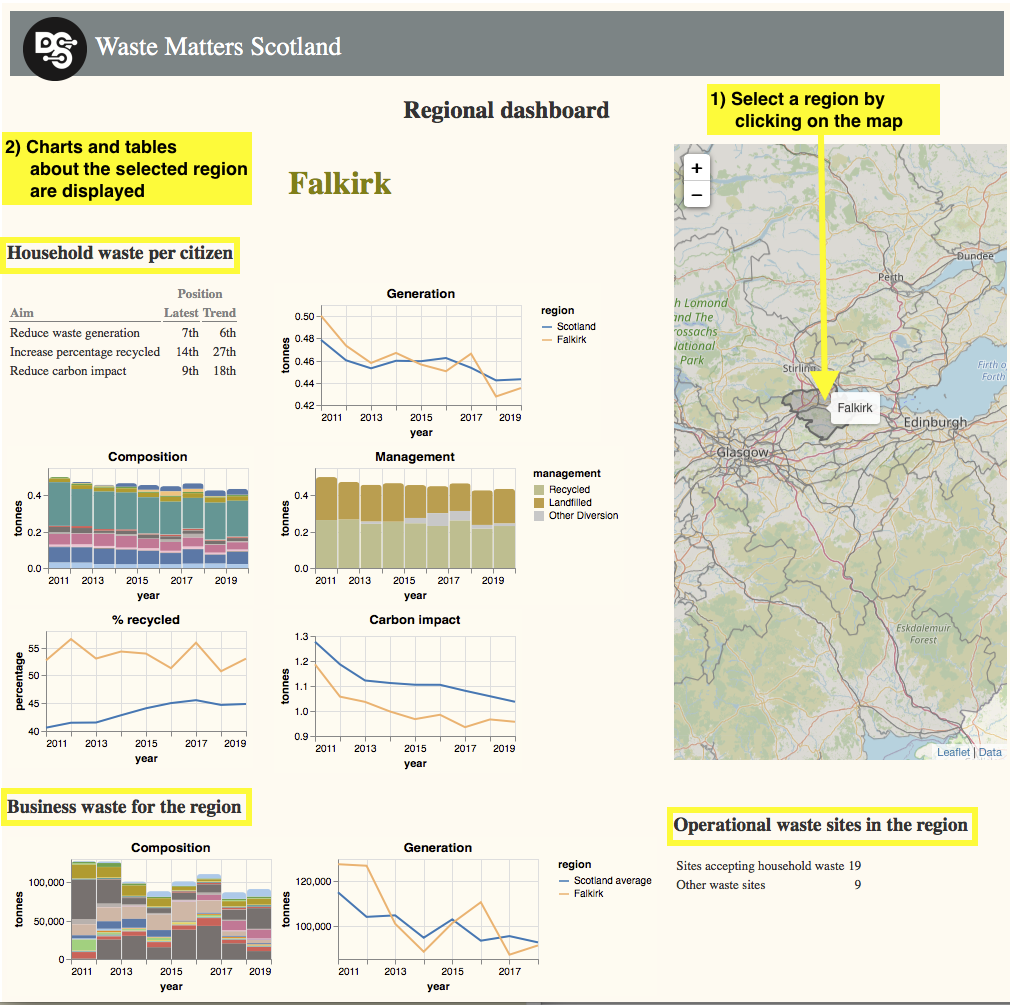 DCS
Waste Matters Scotland
Regional dashboard
1) Select a region by
clicking on the map
2) Charts and tables
about the selected region
are displayed
Falkirk
Household waste per citizen
Position
Aim Latest Trend
Reduce waste generation 7th 6th
Increase percentage recycled 14th 27th
Reduce carbon impact 9th 18th
Generation
tonnes
0.50
0.48
0.46
0.44
0.42
2011 2013 2015 2017 2019
year
region
Scotland
Falkirk
Composition
tonnes
0.4
0.2
0.0
2011 2013 2015 2017 2019
year
Management
tonnes
0.4
0.2
0.0
2011 2013 2015 2017 2019
year
management
Recycled
Landfilled
Other Diversion
% recycled
percentage
55
50
45
40
2011 2013 2015 2017 2019
year
Carbon impact
tonnes
1.3
1.2
1.1
1.0
0.9
2011 2013 2015 2017 2019
year
+
−
Dundee
Perth
h Lomond
and The
rossachs
National
Park
Stirling
Firth o
Forth
Falkirk
Edinburgh
Glasgow
Eskdalemuir
Forest
Leaflet | Data
Business waste for the region
Composition
tonnes
100,000
50,000
0
2011 2013 2015 2017 2019
year
Generation
tonnes
120,000
100,000
2011 2013 2015 2017
year
region
Scotland average
Falkirk
Operational waste sites in the region
Sites accepting household waste 19
Other waste sites 9